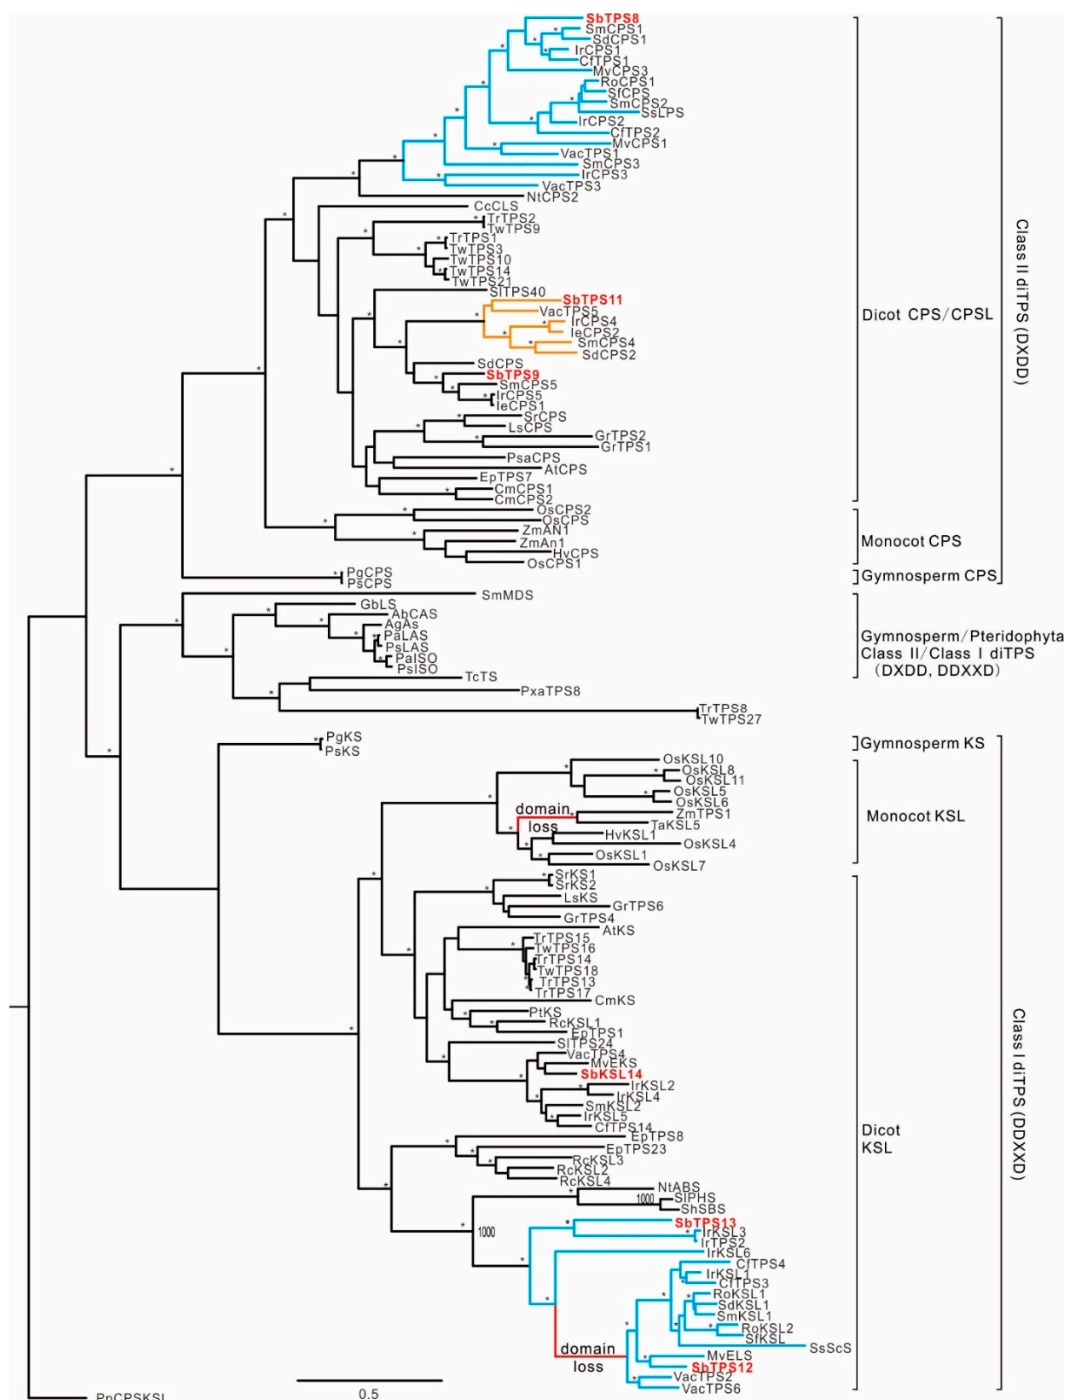 SbTPS8
SmCPS1
SdCPS1
IrCPS1
CfTPS1
MvCPS3
RoCPS1
SfCPS
SmCPS2
SsLPS
IrCPS2
CfTPS2
MvCPS1
VacTPS1
SmCPS3
IrCPS3
VacTPS3
NtCPS2
CcCLS
TrTPS2
TwTPS9
TrTPS1
TwTPS3
TwTPS10
TwTPS14
TwTPS21
SlTPS40
SbTPS11
VacTPS5
IrCPS4
IeCPS2
SmCPS4
SdCPS2
SdCPS
SbTPS9
SmCPS5
IrCPS5
IeCPS1
SrCPS
LsCPS
GrTPS2
GrTPS1
PsaCPS
AtCPS
EpTPS7
CmCPS1
CmCPS2
Dicot CPS/CPSL
OsCPS2
OsCPS
ZmAN1
ZmAn1
HvCPS
OsCPS1
Monocot CPS
PgCPS
PsCPS
Gymnosperm CPS
Class II diTPS (DXDD)
SmMDS
GbLS
AbCAS
AgAs
PaLAS
PsLAS
PaISO
PsISO
TcTS
PxaTPS8
TrTPS8
TwTPS27
Gymnosperm/Pteridophyta
Class II/Class I diTPS
(DXDD, DDXXD)
PgKS
PsKS
Gymnosperm KS
OsKSL10
OsKSL8
OsKSL11
OsKSL5
OsKSL6
domain
loss
ZmTPS1
TaKSL5
HvKSL1
OsKSL4
OsKSL1
OsKSL7
Monocot KSL
SrKS1
SrKS2
LsKS
GrTPS6
GrTPS4
AtKS
TrTPS15
TwTPS16
TrTPS14
TwTPS18
TrTPS13
TrTPS17
CmKS
PtKS
RcKSL1
EpTPS1
SlTPS24
VacTPS4
MvEKS
SbKSL14
IrKSL2
IrKSL4
SmKSL2
IrKSL5
CfTPS14
EpTPS8
EpTPS23
RcKSL3
RcKSL2
RcKSL4
NtABS
1000
SlPHS
ShSBS
1000
SbTPS13
IrKSL3
IrTPS2
IrKSL6
CfTPS4
IrKSL1
CfTPS3
RoKSL1
SdKSL1
SmKSL1
RoKSL2
SfKSL
SsScS
domain
loss
MvELS
SbTPS12
VacTPS2
VacTPS6
Dicot
KSL
Class I diTPS (DDXXD)
0.5
PpCPSKSL